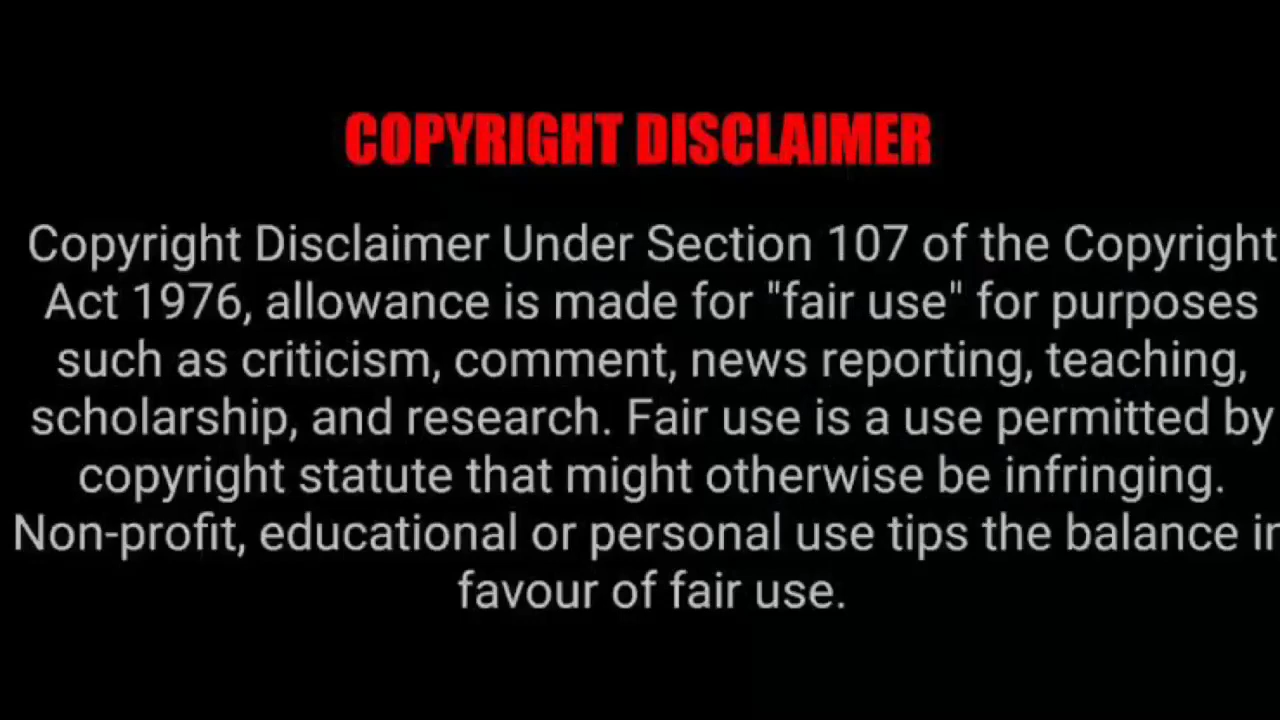 COPYRIGHT DISCLAIMER
Copyright Disclaimer Under Section 107 of the Copyright
Act 1976, allowance is made for "fair use" for purposes
such as criticism, comment, news reporting, teaching,
scholarship, and research. Fair use is a use permitted by
copyright statute that might otherwise be infringing.
Non-profit, educational or personal use tips the balance in
favour of fair use.